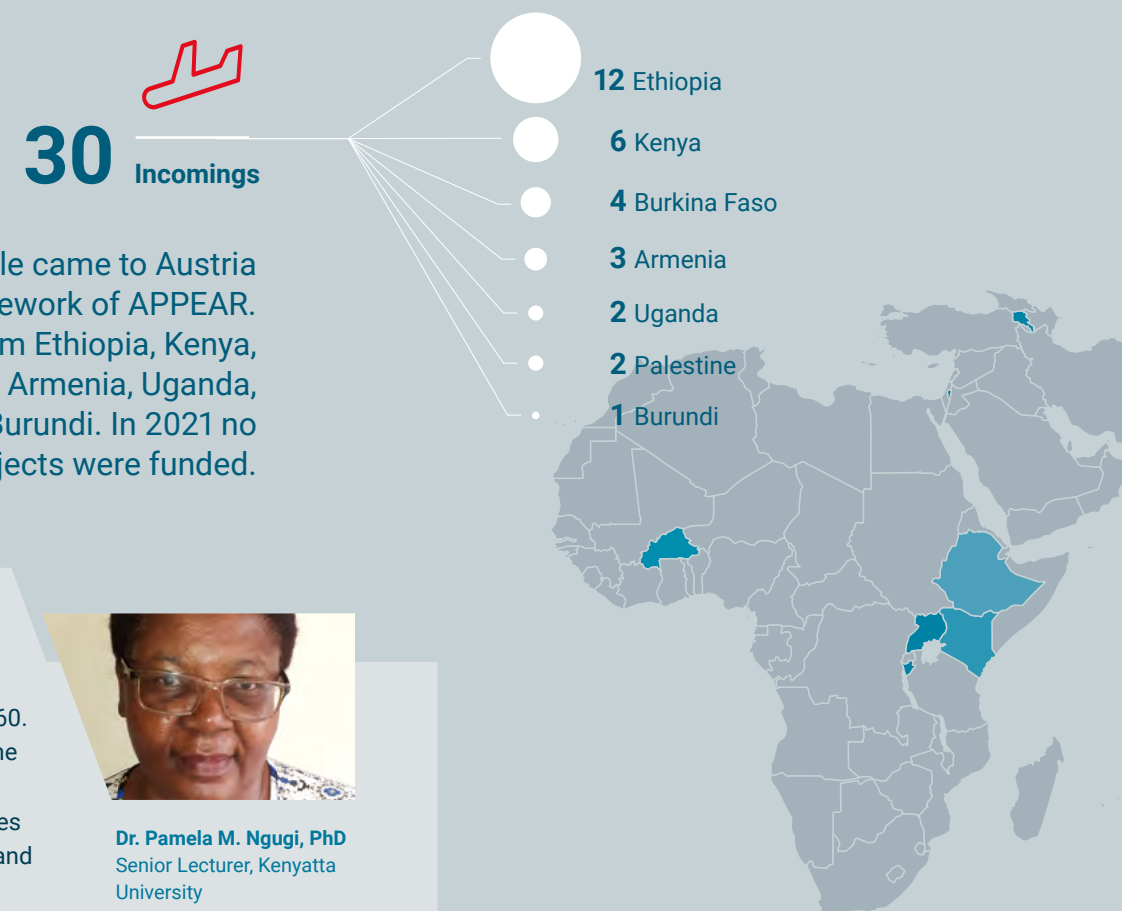 30 Incomings
12 Ethiopia
6 Kenya
4 Burkina Faso
3 Armenia
2 Uganda
2 Palestine
1 Burundi
le came to Austria
ework of APPEAR.
m Ethiopia, Kenya,
Armenia, Uganda,
Burundi. In 2021 no
jects were funded.
60.
ne
es
and
Dr. Pamela M. Ngugi, PhD
Senior Lecturer, Kenyatta
University